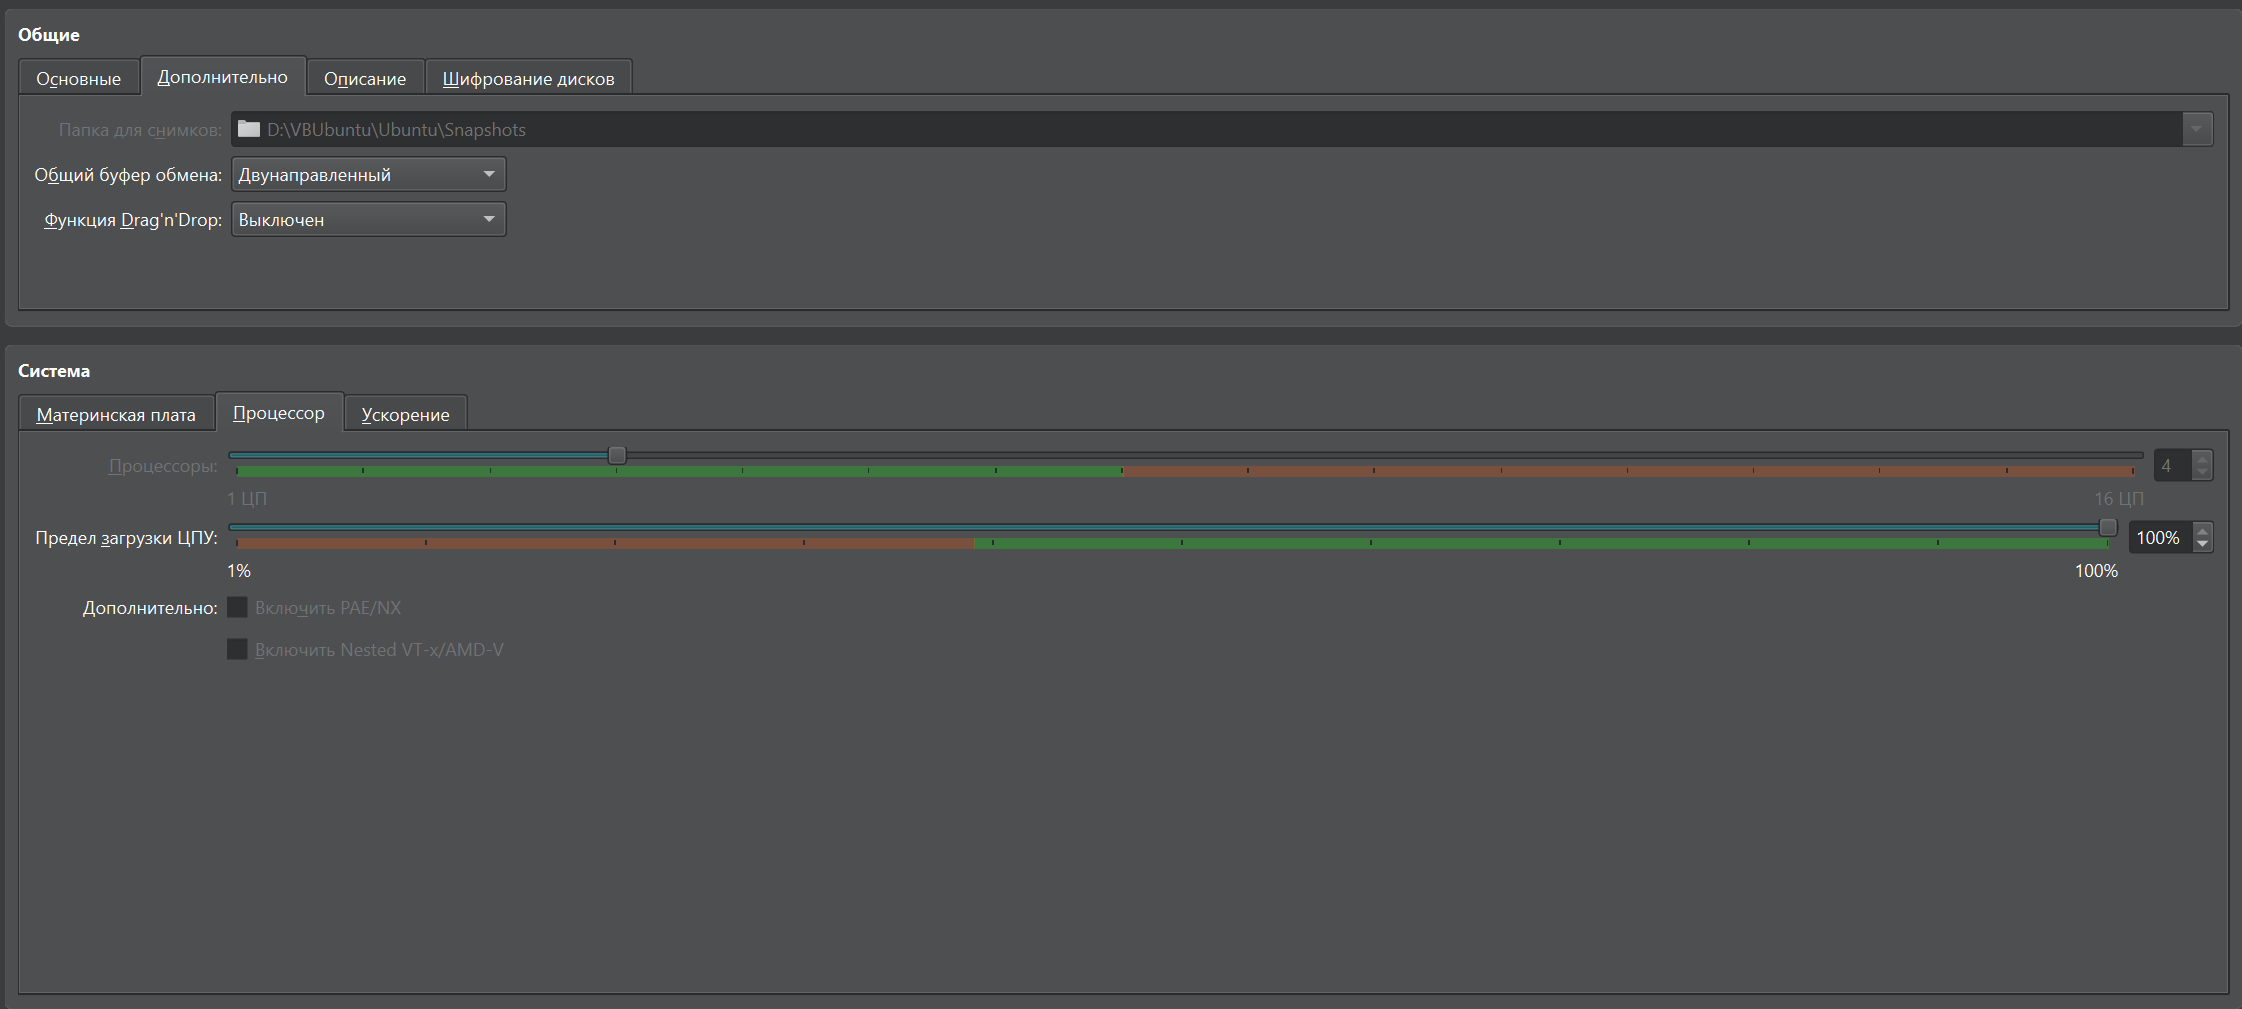 Общие
Основные Дополнительно Описание Шифрование дисков
Папка для снимков: D:\VBUbuntu\Ubuntu\Snapshots
Общий буфер обмена: Двунаправленный
Функция Drag'n'Drop: Выключен
Система
Материнская плата Процессор Ускорение
Процессоры: 4
1 ЦП 16 ЦП
Предел загрузки ЦПУ: 100%
1% 100%
Дополнительно: Включить PAE/NX
Включить Nested VT-x/AMD-V